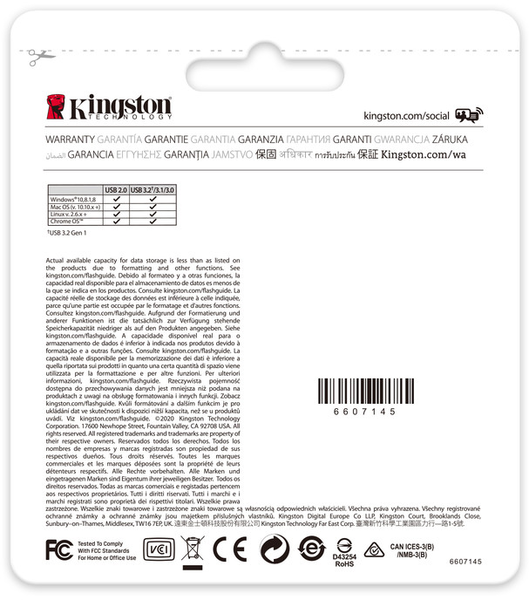 Kingston
TECHNOLOGY
kingston.com/social
WARRANTY GARANTÍA GARANTIE GARANTIA GARANZIA ГАРАНТИЯ GARANTI GWARANCJA ZÁRUKA
ضمان GARANCIA ΕΓΓΥΗΣΗΣ GARANŢIA JAMSTVO 保固 अधिकार การรับประกัน 保証 Kingston.com/wa
USB 2.0 USB 3.2†/3.1/3.0
Windows®10,8.1,8 ✓ ✓
Mac OS (v. 10.10.x +) ✓ ✓
Linux v. 2.6.x + ✓ ✓
Chrome OS™ ✓ ✓
†USB 3.2 Gen 1
Actual available capacity for data storage is less than as listed on
the products due to formatting and other functions. See
kingston.com/flashguide. Debido al formateo y a otras funciones, la
capacidad real disponible para el almacenamiento de datos es menos de
la que se indica en los productos. Consulte kingston.com/flashguide. La
capacité réelle de stockage des données est inférieure à celle indiquée,
parce qu'une partie est occupée par le formatage et d'autres fonctions.
Consultez kingston.com/flashguide. Aufgrund der Formatierung und
anderer Funktionen ist die tatsächlich zur Verfügung stehende
Speicherkapazität niedriger als auf den Produkten angegeben. Siehe
kingston.com/flashguide. A capacidade disponível real para o
armazenamento de dados é inferior à indicada nos produtos devido à
formatação e a outras funções. Consulte kingston.com/flashguide. La
capacità reale disponibile per la memorizzazione dei dati è inferiore a
quella riportata sui prodotti in quanto una certa quantità di spazio viene
utilizzata per la formattazione e per altre funzioni. Per ulteriori
informazioni, kingston.com/flashguide. Rzeczywista pojemność
dostępna do przechowywania danych jest mniejsza niż podana na
produktach z uwagi na obsługę formatowania i innych funkcji. Zobacz
kingston.com/flashguide. Kvůli formátování a dalším funkcím je pro
ukládání dat ve skutečnosti k dispozici nižší kapacita, než se u produktů
uvádí. Viz kingston.com/flashguide. ©2020 Kingston Technology
Corporation. 17600 Newhope Street, Fountain Valley, CA 92708 USA. All
rights reserved. All registered trademarks and trademarks are property of
their respective owners. Reservados todos los derechos. Todos los
nombres de empresas y marcas registradas son propiedad de sus
respectivos dueños. Tous droits réservés. Toutes les marques
commerciales et les marques déposées sont la propriété de leurs
détenteurs respectifs. Alle Rechte vorbehalten. Alle Marken und
eingetragenen Marken sind Eigentum ihrer jeweiligen Besitzer. Todos os
direitos reservados. Todas as marcas comerciais e registadas pertencem
aos respectivos proprietários. Tutti i diritti riservati. Tutti i marchi e i
marchi registrati sono proprietà dei rispettivi titolari. Wszelkie prawa
zastrzeżone. Wszelkie znaki towarowe i zastrzeżone znaki towarowe są własnością odpowiednich właścicieli. Všechna práva vyhrazena. Všechny registrované
ochranné známky a ochranné známky jsou majetkem příslušných vlastníků. Kingston Digital Europe Co LLP, Kingston Court, Brooklands Close,
Sunbury-on-Thames, Middlesex, TW16 7EP, UK. 遠東金士頓科技股份有限公司 Kingston Technology Far East Corp. 臺灣新竹科學工業園區力行一路1-5號.
6607145
FC Tested To Comply
With FCC Standards
For Home or Office Use
VCI
CE
D43254
RoHS
CAN ICES-3(B)
/NMB-3(B)
6607145